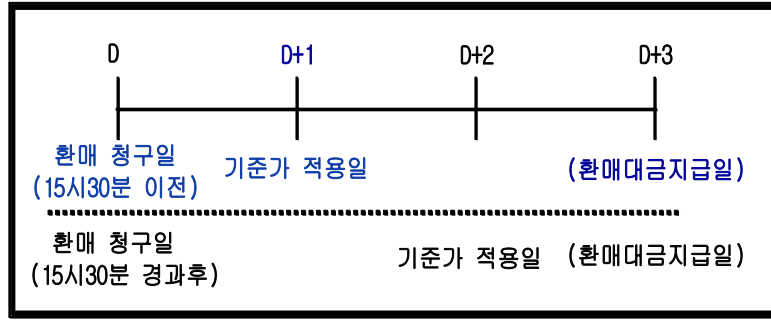 D D+1 D+2 D+3
환매 청구일 기준가 적용일 (환매대금지급일)
(15시30분 이전)
환매 청구일 기준가 적용일 (환매대금지급일)
(15시30분 경과후)